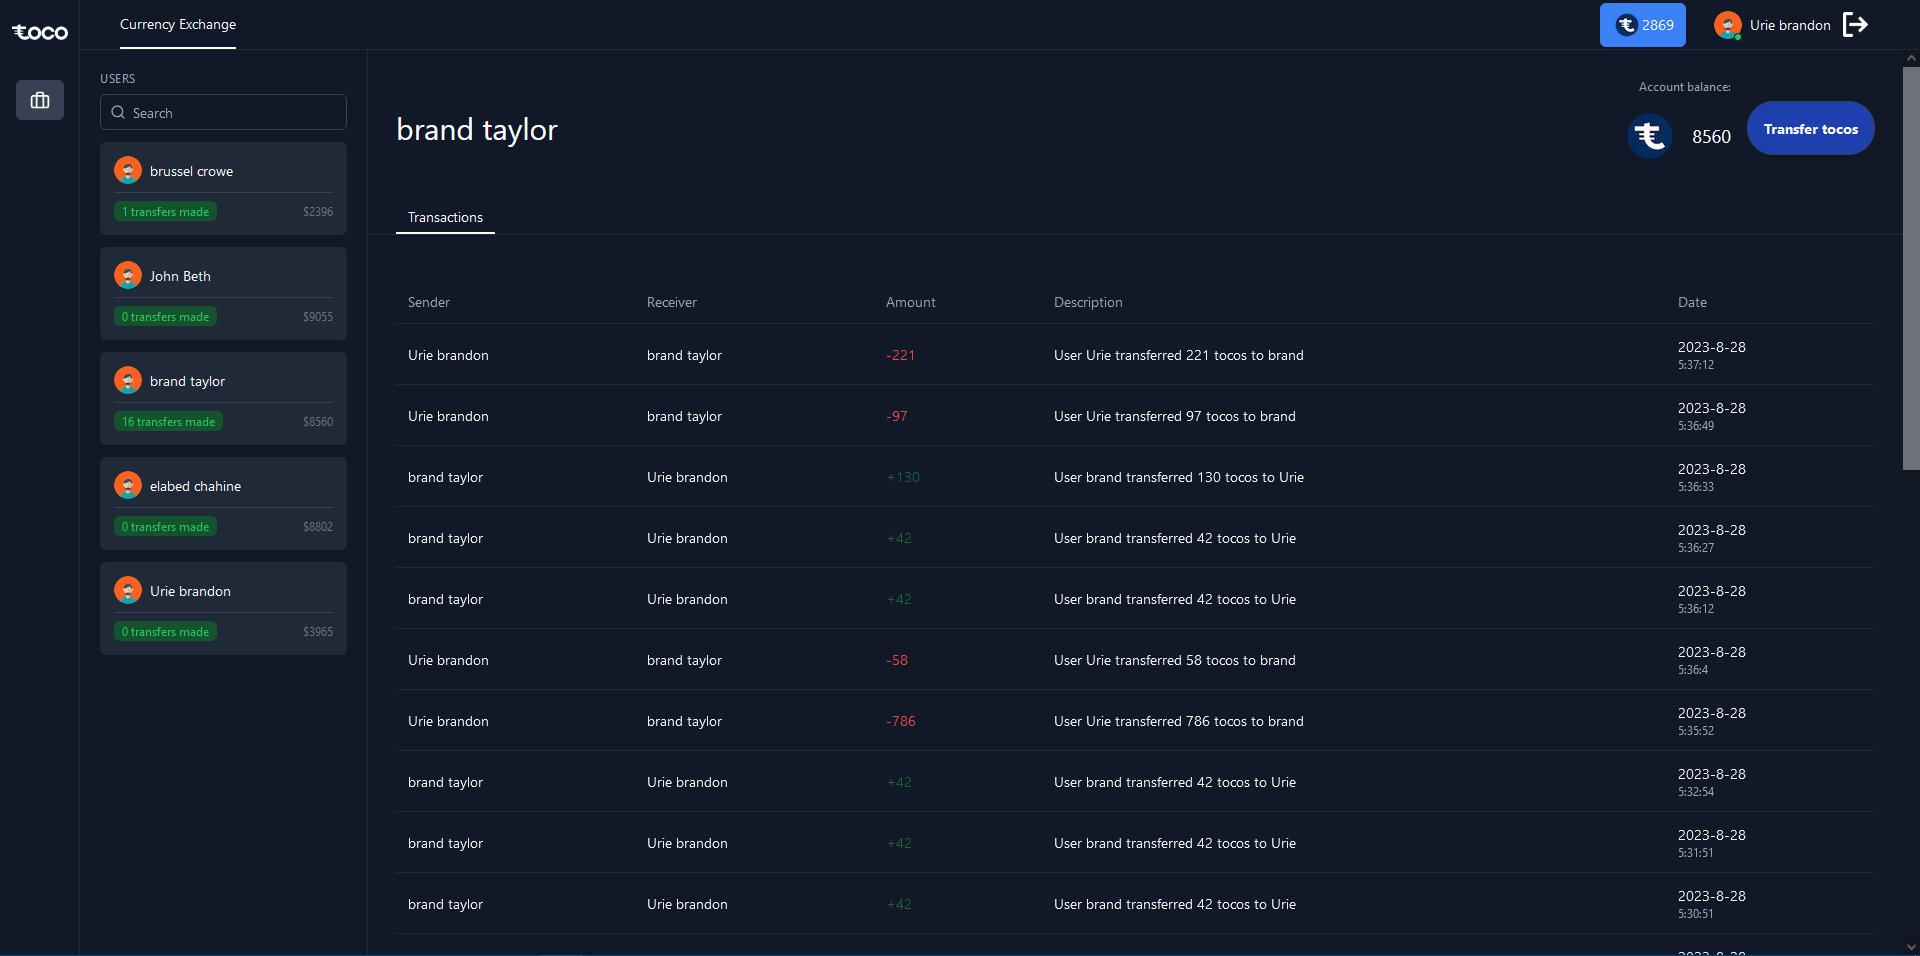 toco
Currency Exchange
2869
Urie brandon
USERS
Search
brussel crowe
1 transfers made
$2396
John Beth
0 transfers made
$9055
brand taylor
16 transfers made
$8560
elabed chahine
0 transfers made
$8802
Urie brandon
0 transfers made
$3965
brand taylor
Account balance:
8560
Transfer tocos
Transactions
Sender Receiver Amount Description Date
Urie brandon brand taylor -221 User Urie transferred 221 tocos to brand 2023-8-28
5:37:12
Urie brandon brand taylor -97 User Urie transferred 97 tocos to brand 2023-8-28
5:36:49
brand taylor Urie brandon +130 User brand transferred 130 tocos to Urie 2023-8-28
5:36:33
brand taylor Urie brandon +42 User brand transferred 42 tocos to Urie 2023-8-28
5:36:27
brand taylor Urie brandon +42 User brand transferred 42 tocos to Urie 2023-8-28
5:36:12
Urie brandon brand taylor -58 User Urie transferred 58 tocos to brand 2023-8-28
5:36:4
Urie brandon brand taylor -786 User Urie transferred 786 tocos to brand 2023-8-28
5:35:52
brand taylor Urie brandon +42 User brand transferred 42 tocos to Urie 2023-8-28
5:32:54
brand taylor Urie brandon +42 User brand transferred 42 tocos to Urie 2023-8-28
5:31:51
brand taylor Urie brandon +42 User brand transferred 42 tocos to Urie 2023-8-28
5:30:51